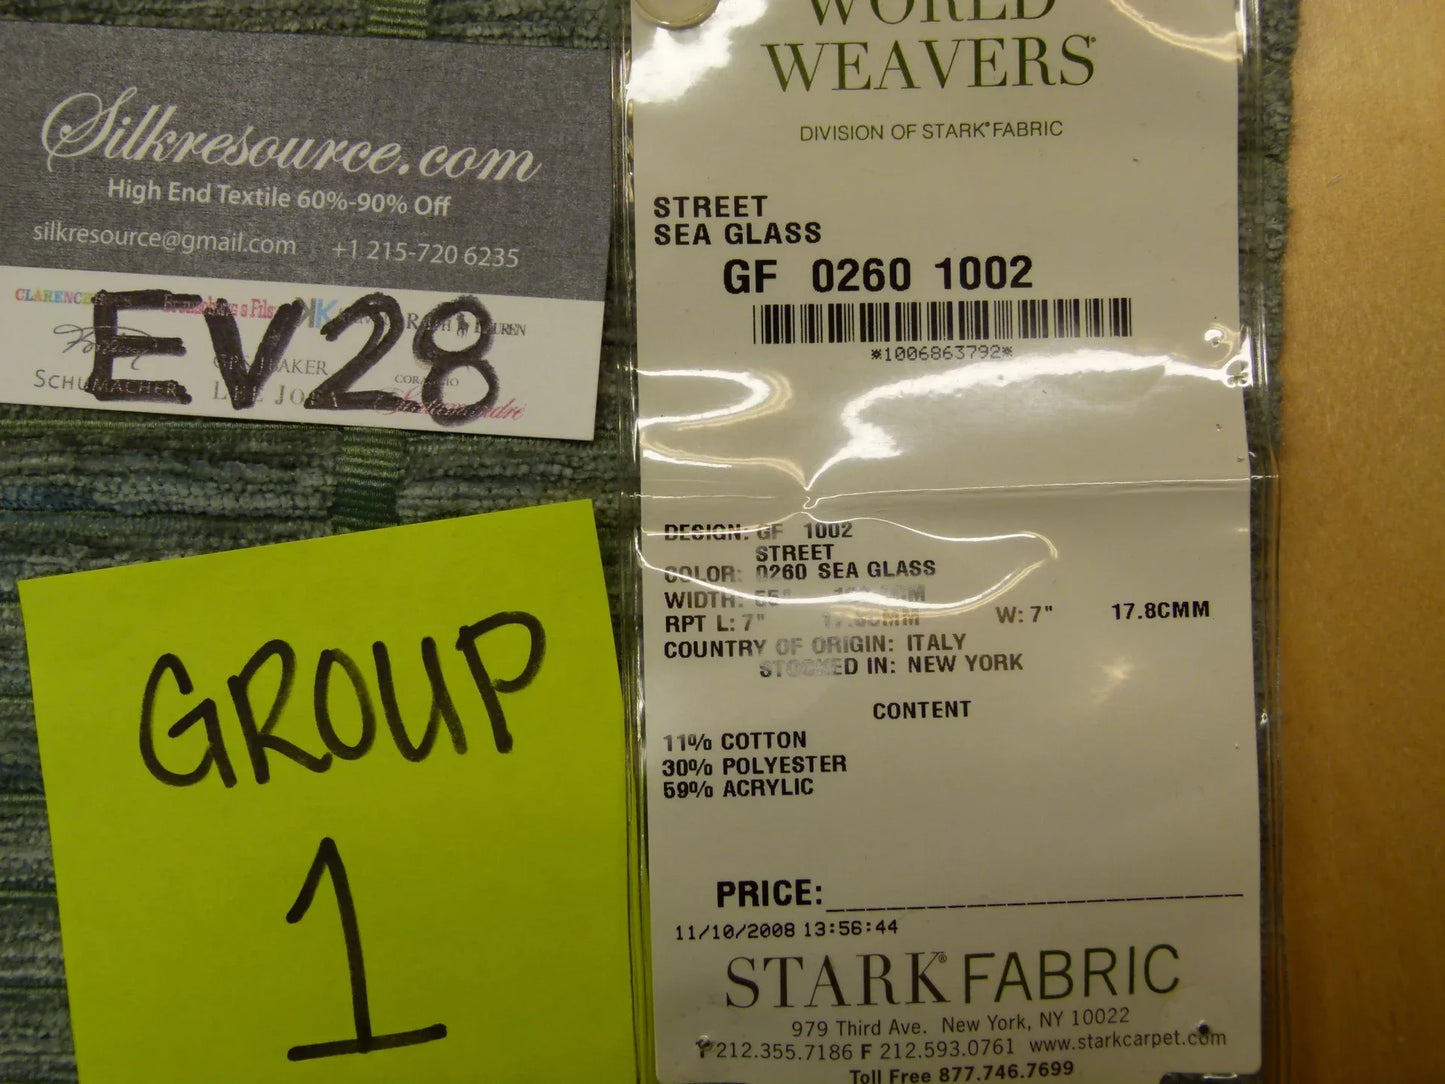 Silkresource.com
High End Textile 60%-90% Off
silkresource@gmail.com +1 215-720 6235
EV28
SCHUMACHER
GROUP
1
WORLD
WEAVERS
DIVISION OF STARK® FABRIC
STREET
SEA GLASS
GF 0260 1002
*1006863792*
DESIGN: GF 1002
STREET
COLOR: 0260 SEA GLASS
WIDTH: 55"
RPT L: 7" W: 7" 17.8CMM
COUNTRY OF ORIGIN: ITALY
STOCKED IN: NEW YORK
CONTENT
11% COTTON
30% POLYESTER
59% ACRYLIC
PRICE:
11/10/2008 13:56:44
STARK® FABRIC
979 Third Ave. New York, NY 10022
P 212.355.7186 F 212.593.0761 www.starkcarpet.com
Toll Free 877.746.7699